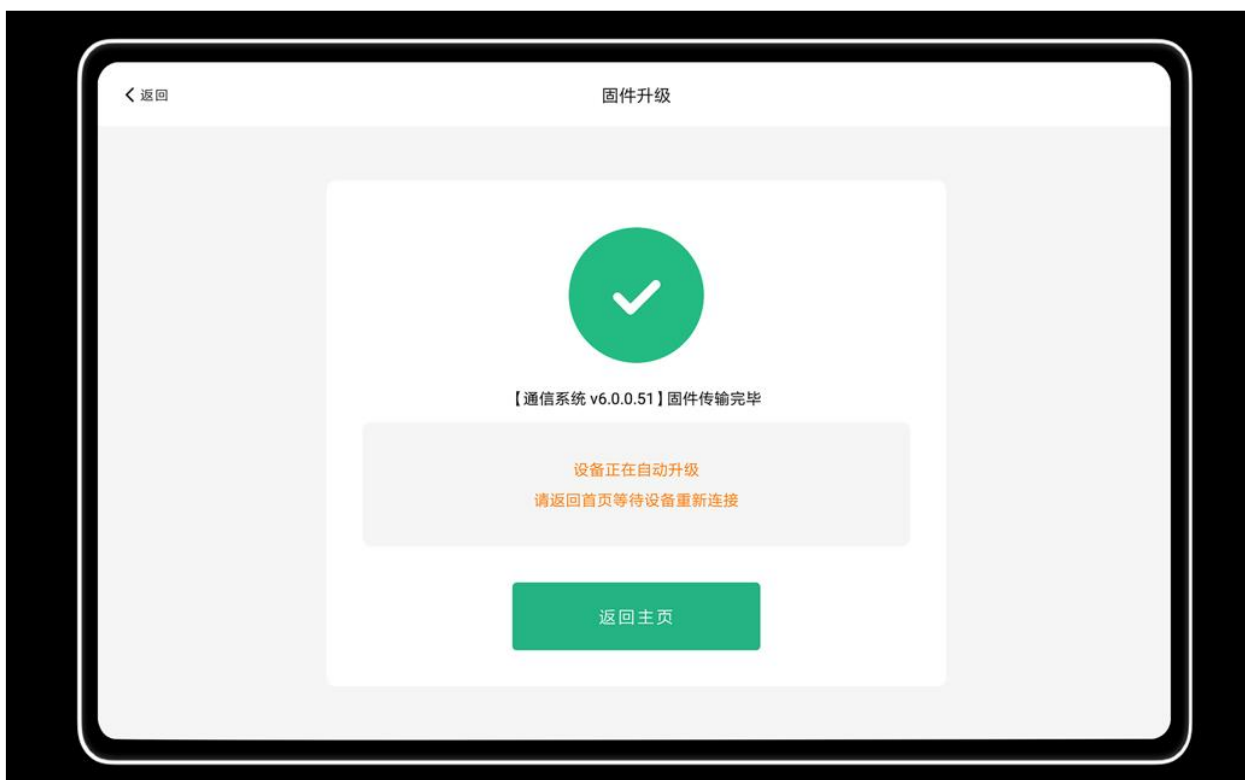 返回
固件升级
【通信系统 v6.0.0.51】固件传输完毕
设备正在自动升级
请返回首页等待设备重新连接
返回主页